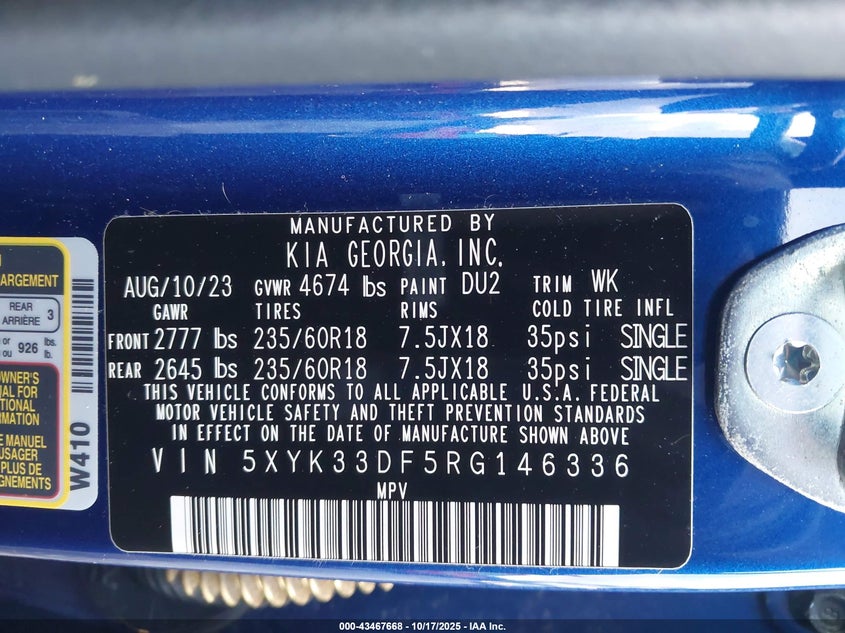 MANUFACTURED BY
KIA GEORGIA, INC.
AUG/10/23 GVWR 4674 lbs PAINT DU2 TRIM WK
GAWR TIRES RIMS COLD TIRE INFL
FRONT 2777 lbs 235/60R18 7.5JX18 35psi SINGLE
REAR 2645 lbs 235/60R18 7.5JX18 35psi SINGLE
THIS VEHICLE CONFORMS TO ALL APPLICABLE U.S.A. FEDERAL
MOTOR VEHICLE SAFETY AND THEFT PREVENTION STANDARDS
IN EFFECT ON THE DATE OF MANUFACTURE SHOWN ABOVE
VIN 5XYK33DF5RG146336
MPV
ARGEMENT
REAR
ARRIÈRE 3
or
ou 926 lbs.
lb.
OWNER'S
AL FOR
TIONAL
RMATION
E MANUEL
USAGER
GNEMENTS
W410
000-43467668 - 10/17/2025 - IAA Inc.